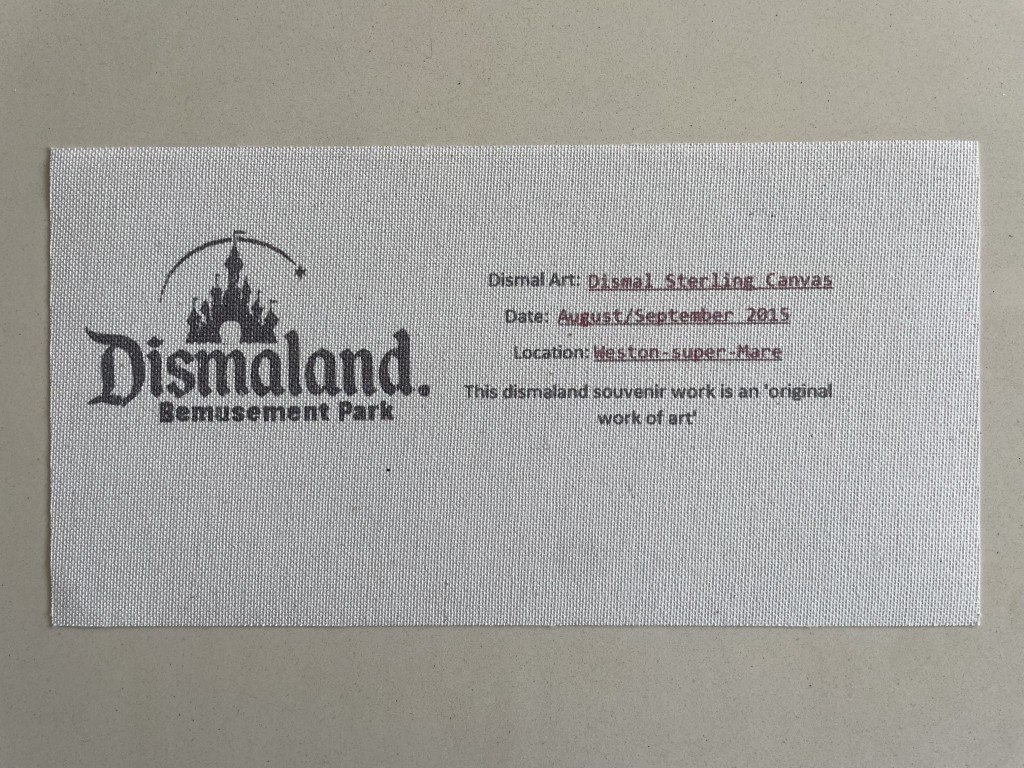 Dismaland.
Bemusement Park
Dismal Art: Dismal Sterling Canvas
Date: August/September 2015
Location: Weston-super-Mare
This dismaland souvenir work is an 'original
work of art'